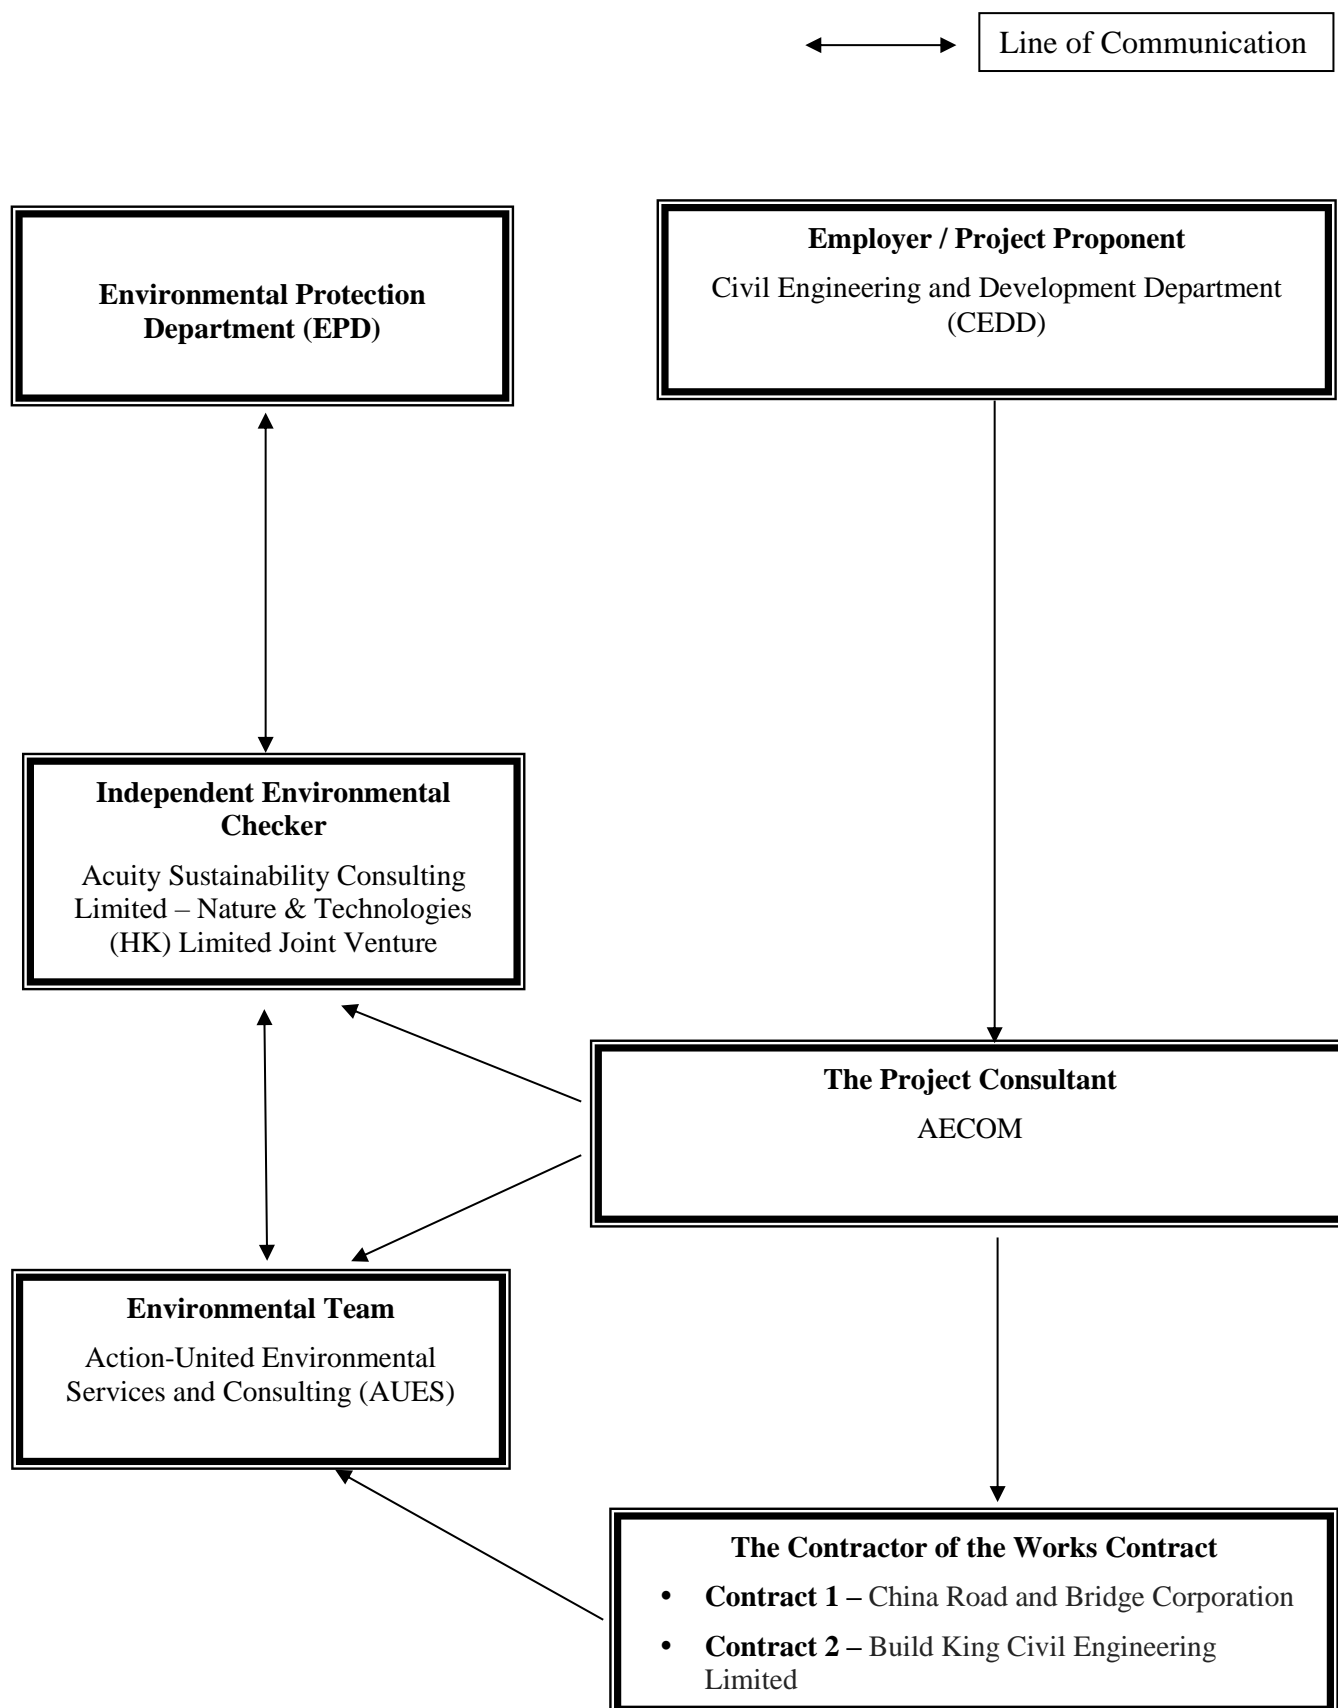 Line of Communication
Environmental Protection
Department (EPD)
Employer / Project Proponent
Civil Engineering and Development Department
(CEDD)
Independent Environmental
Checker
Acuity Sustainability Consulting
Limited – Nature & Technologies
(HK) Limited Joint Venture
The Project Consultant
AECOM
Environmental Team
Action-United Environmental
Services and Consulting (AUES)
The Contractor of the Works Contract
• Contract 1 – China Road and Bridge Corporation
• Contract 2 – Build King Civil Engineering
Limited